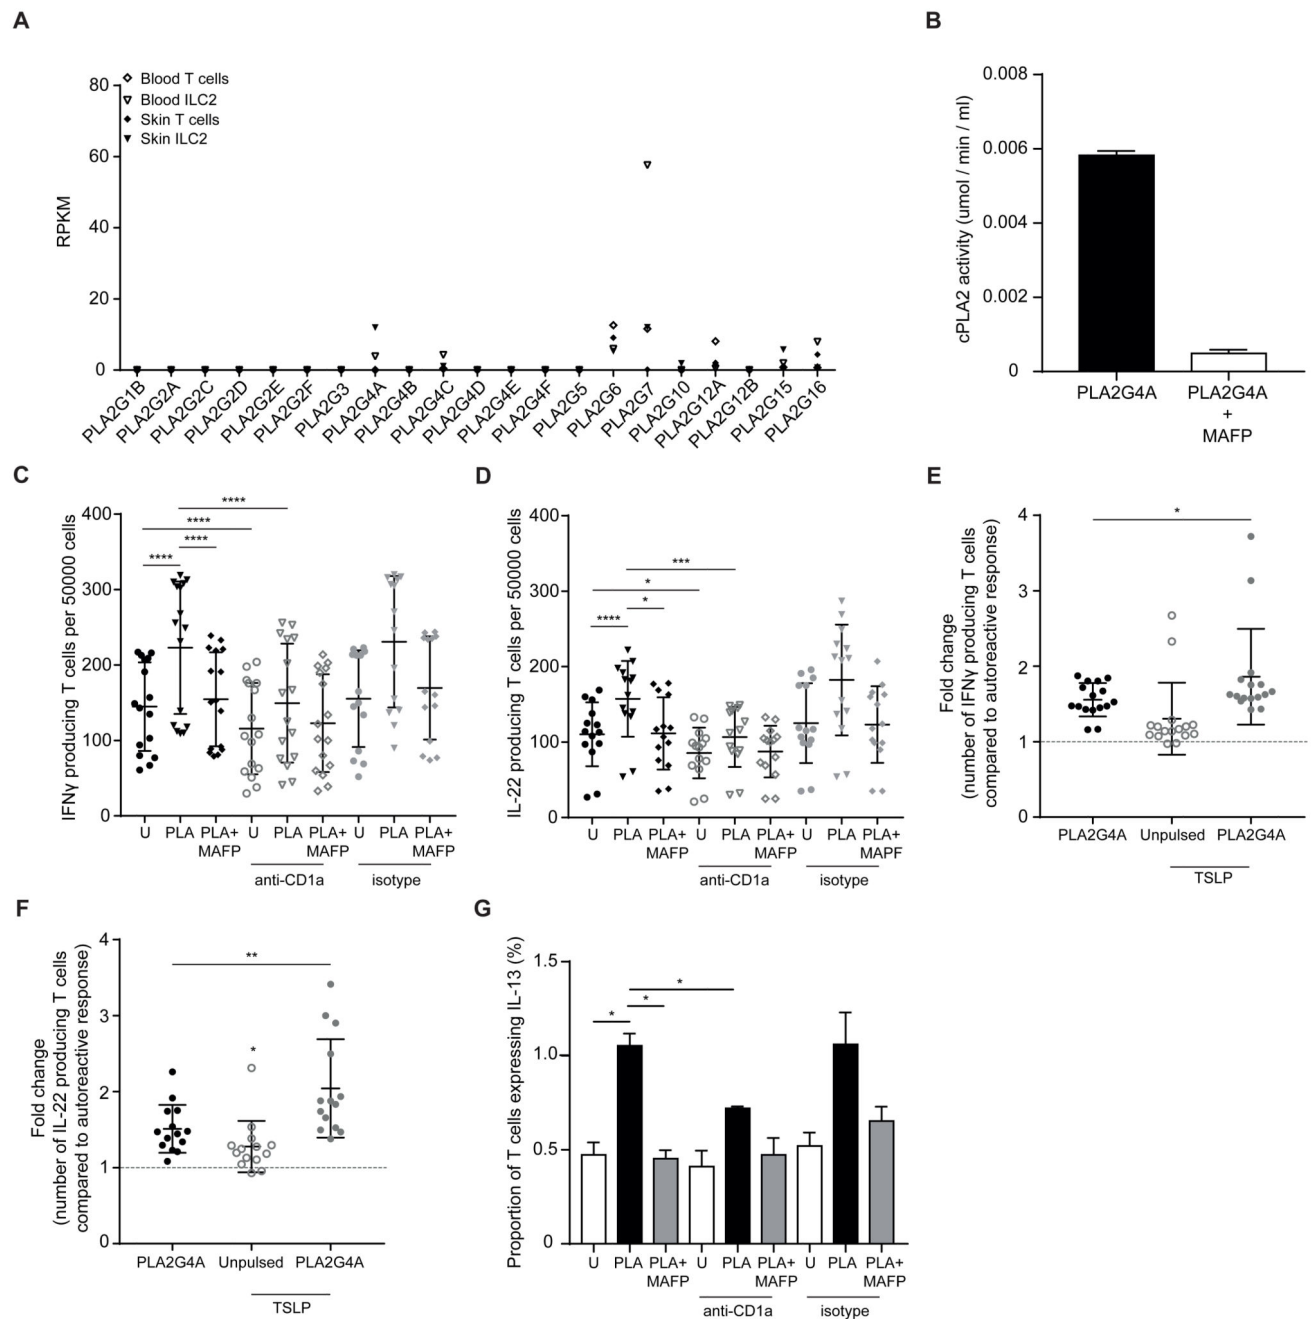 A
Blood T cells
Blood ILC2
Skin T cells
Skin ILC2
80
60
40
20
0
RPKM
PLA2G1B
PLA2G2A
PLA2G2C
PLA2G2D
PLA2G2E
PLA2G2F
PLA2G3
PLA2G4A
PLA2G4B
PLA2G4C
PLA2G4D
PLA2G4E
PLA2G4F
PLA2G5
PLA2G6
PLA2G7
PLA2G10
PLA2G12A
PLA2G12B
PLA2G15
PLA2G16
B
cPLA2 activity (umol / min / ml)
0.008
0.006
0.004
0.002
0
PLA2G4A
PLA2G4A
+
MAFP
C
IFNγ producing T cells per 50000 cells
400
300
200
100
0
****
****
****
****
U PLA PLA+ U PLA PLA+ U PLA PLA+
MAFP MAFP MAFP
anti-CD1a isotype
D
IL-22 producing T cells per 50000 cells
400
300
200
100
0
***
*
*
****
U PLA PLA+ U PLA PLA+ U PLA PLA+
MAFP MAFP MAPF
anti-CD1a isotype
E
Fold change
(number of IFNγ producing T cells
compared to autoreactive response)
4
3
2
1
0
*
PLA2G4A Unpulsed PLA2G4A
TSLP
F
Fold change
(number of IL-22 producing T cells
compared to autoreactive response)
4
3
2
1
0
**
*
PLA2G4A Unpulsed PLA2G4A
TSLP
G
Proportion of T cells expressing IL-13 (%)
1.5
1.0
0.5
0
*
*
*
U PLA PLA+ U PLA PLA+ U PLA PLA+
MAFP MAFP MAFP
anti-CD1a isotype